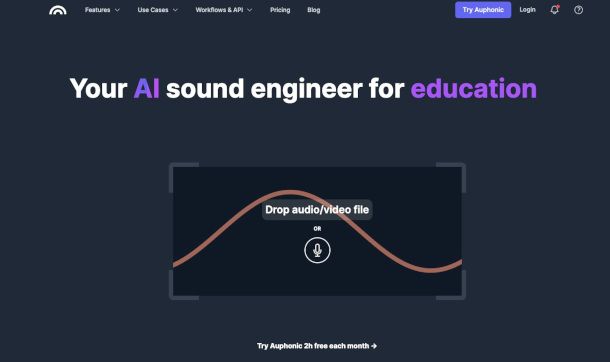 Features
Use Cases
Workflows & API
Pricing
Blog
Try Auphonic
Login
Your AI sound engineer for education
Drop audio/video file
OR
Try Auphonic 2h free each month →